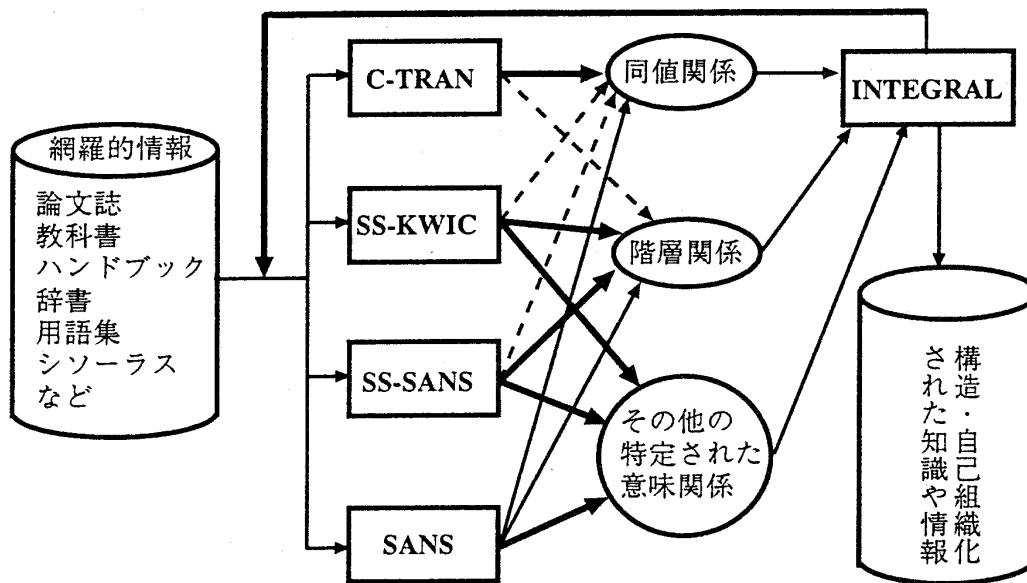 網羅的情報
論文誌
教科書
ハンドブック
辞書
用語集
シソーラス
など
C-TRAN
SS-KWIC
SS-SANS
SANS
同値関係
階層関係
その他の
特定された
意味関係
INTEGRAL
構造・自己組織化
された知識や情報